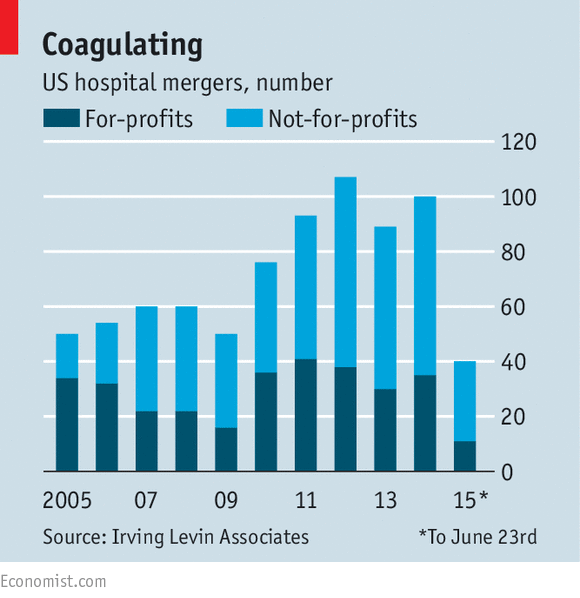 Coagulating
US hospital mergers, number
For-profits Not-for-profits
120
100
80
60
40
20
0
2005 07 09 11 13 15*
Source: Irving Levin Associates *To June 23rd
Economist.com